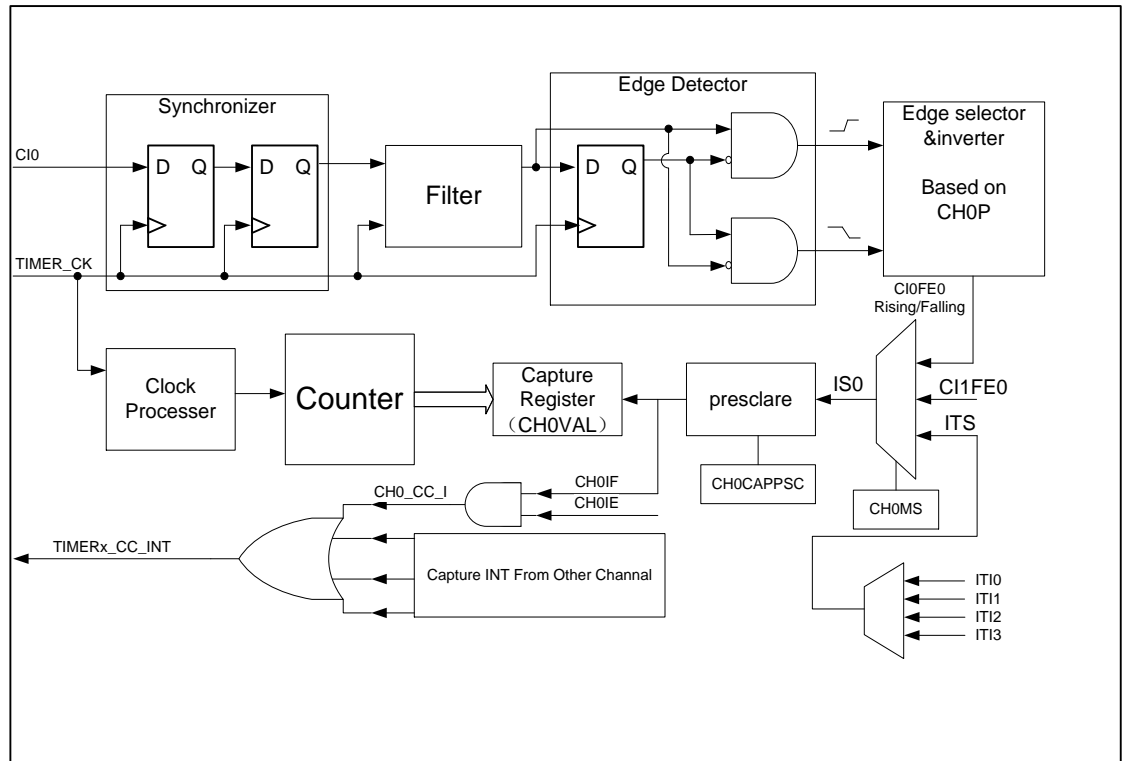 Synchronizer
Edge Detector
Edge selector
&inverter
Based on
CH0P
CI0
D Q
D Q
Filter
D Q
TIMER_CK
CI0FE0
Rising/Falling
Clock
Processer
Counter
Capture
Register
（CH0VAL）
presclare
IS0
CI1FE0
ITS
CH0CAPPSC
CH0MS
CH0IF
CH0_CC_I
CH0IE
TIMERx_CC_INT
Capture INT From Other Channal
ITI0
ITI1
ITI2
ITI3